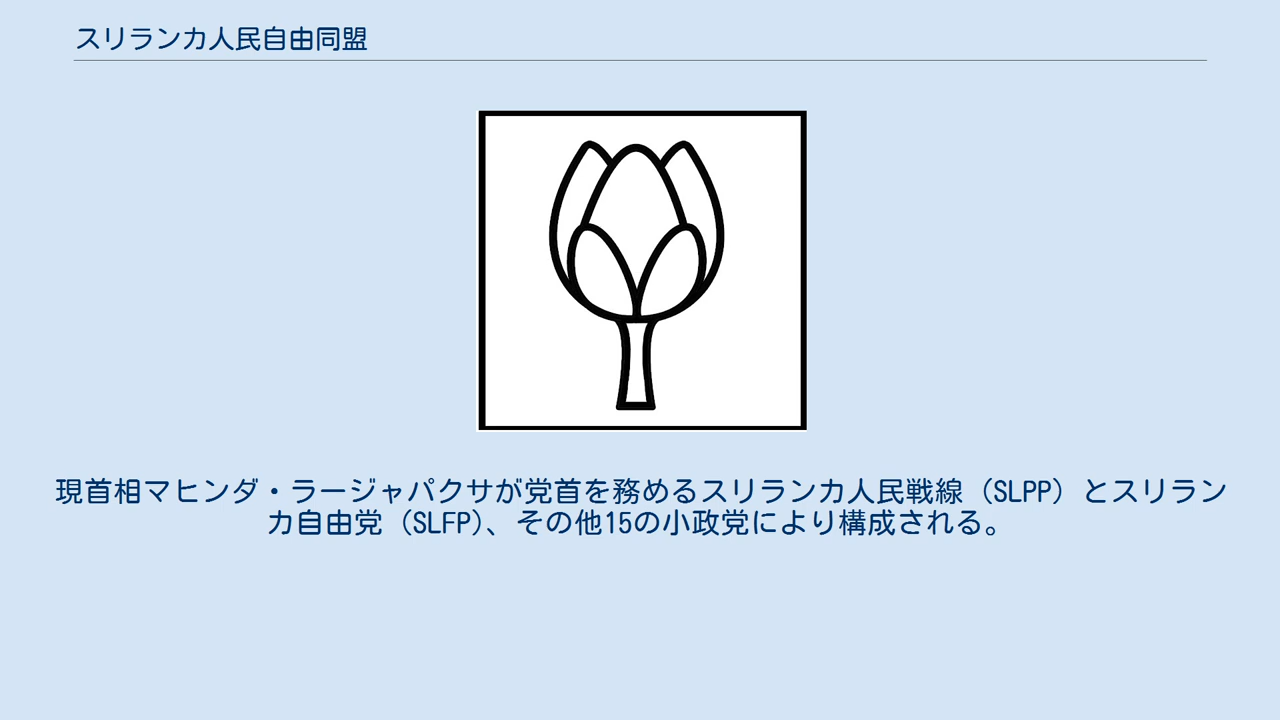 スリランカ人民自由同盟
現首相マヒンダ・ラージャパクサが党首を務めるスリランカ人民戦線（SLPP）とスリラン
カ自由党（SLFP)、その他15の小政党により構成される。